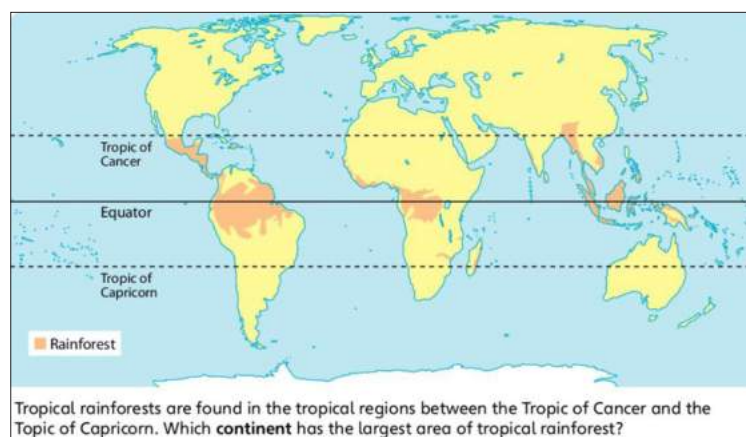 Tropic of
Cancer
Equator
Tropic of
Capricorn
Rainforest
Tropical rainforests are found in the tropical regions between the Tropic of Cancer and the
Topic of Capricorn. Which continent has the largest area of tropical rainforest?